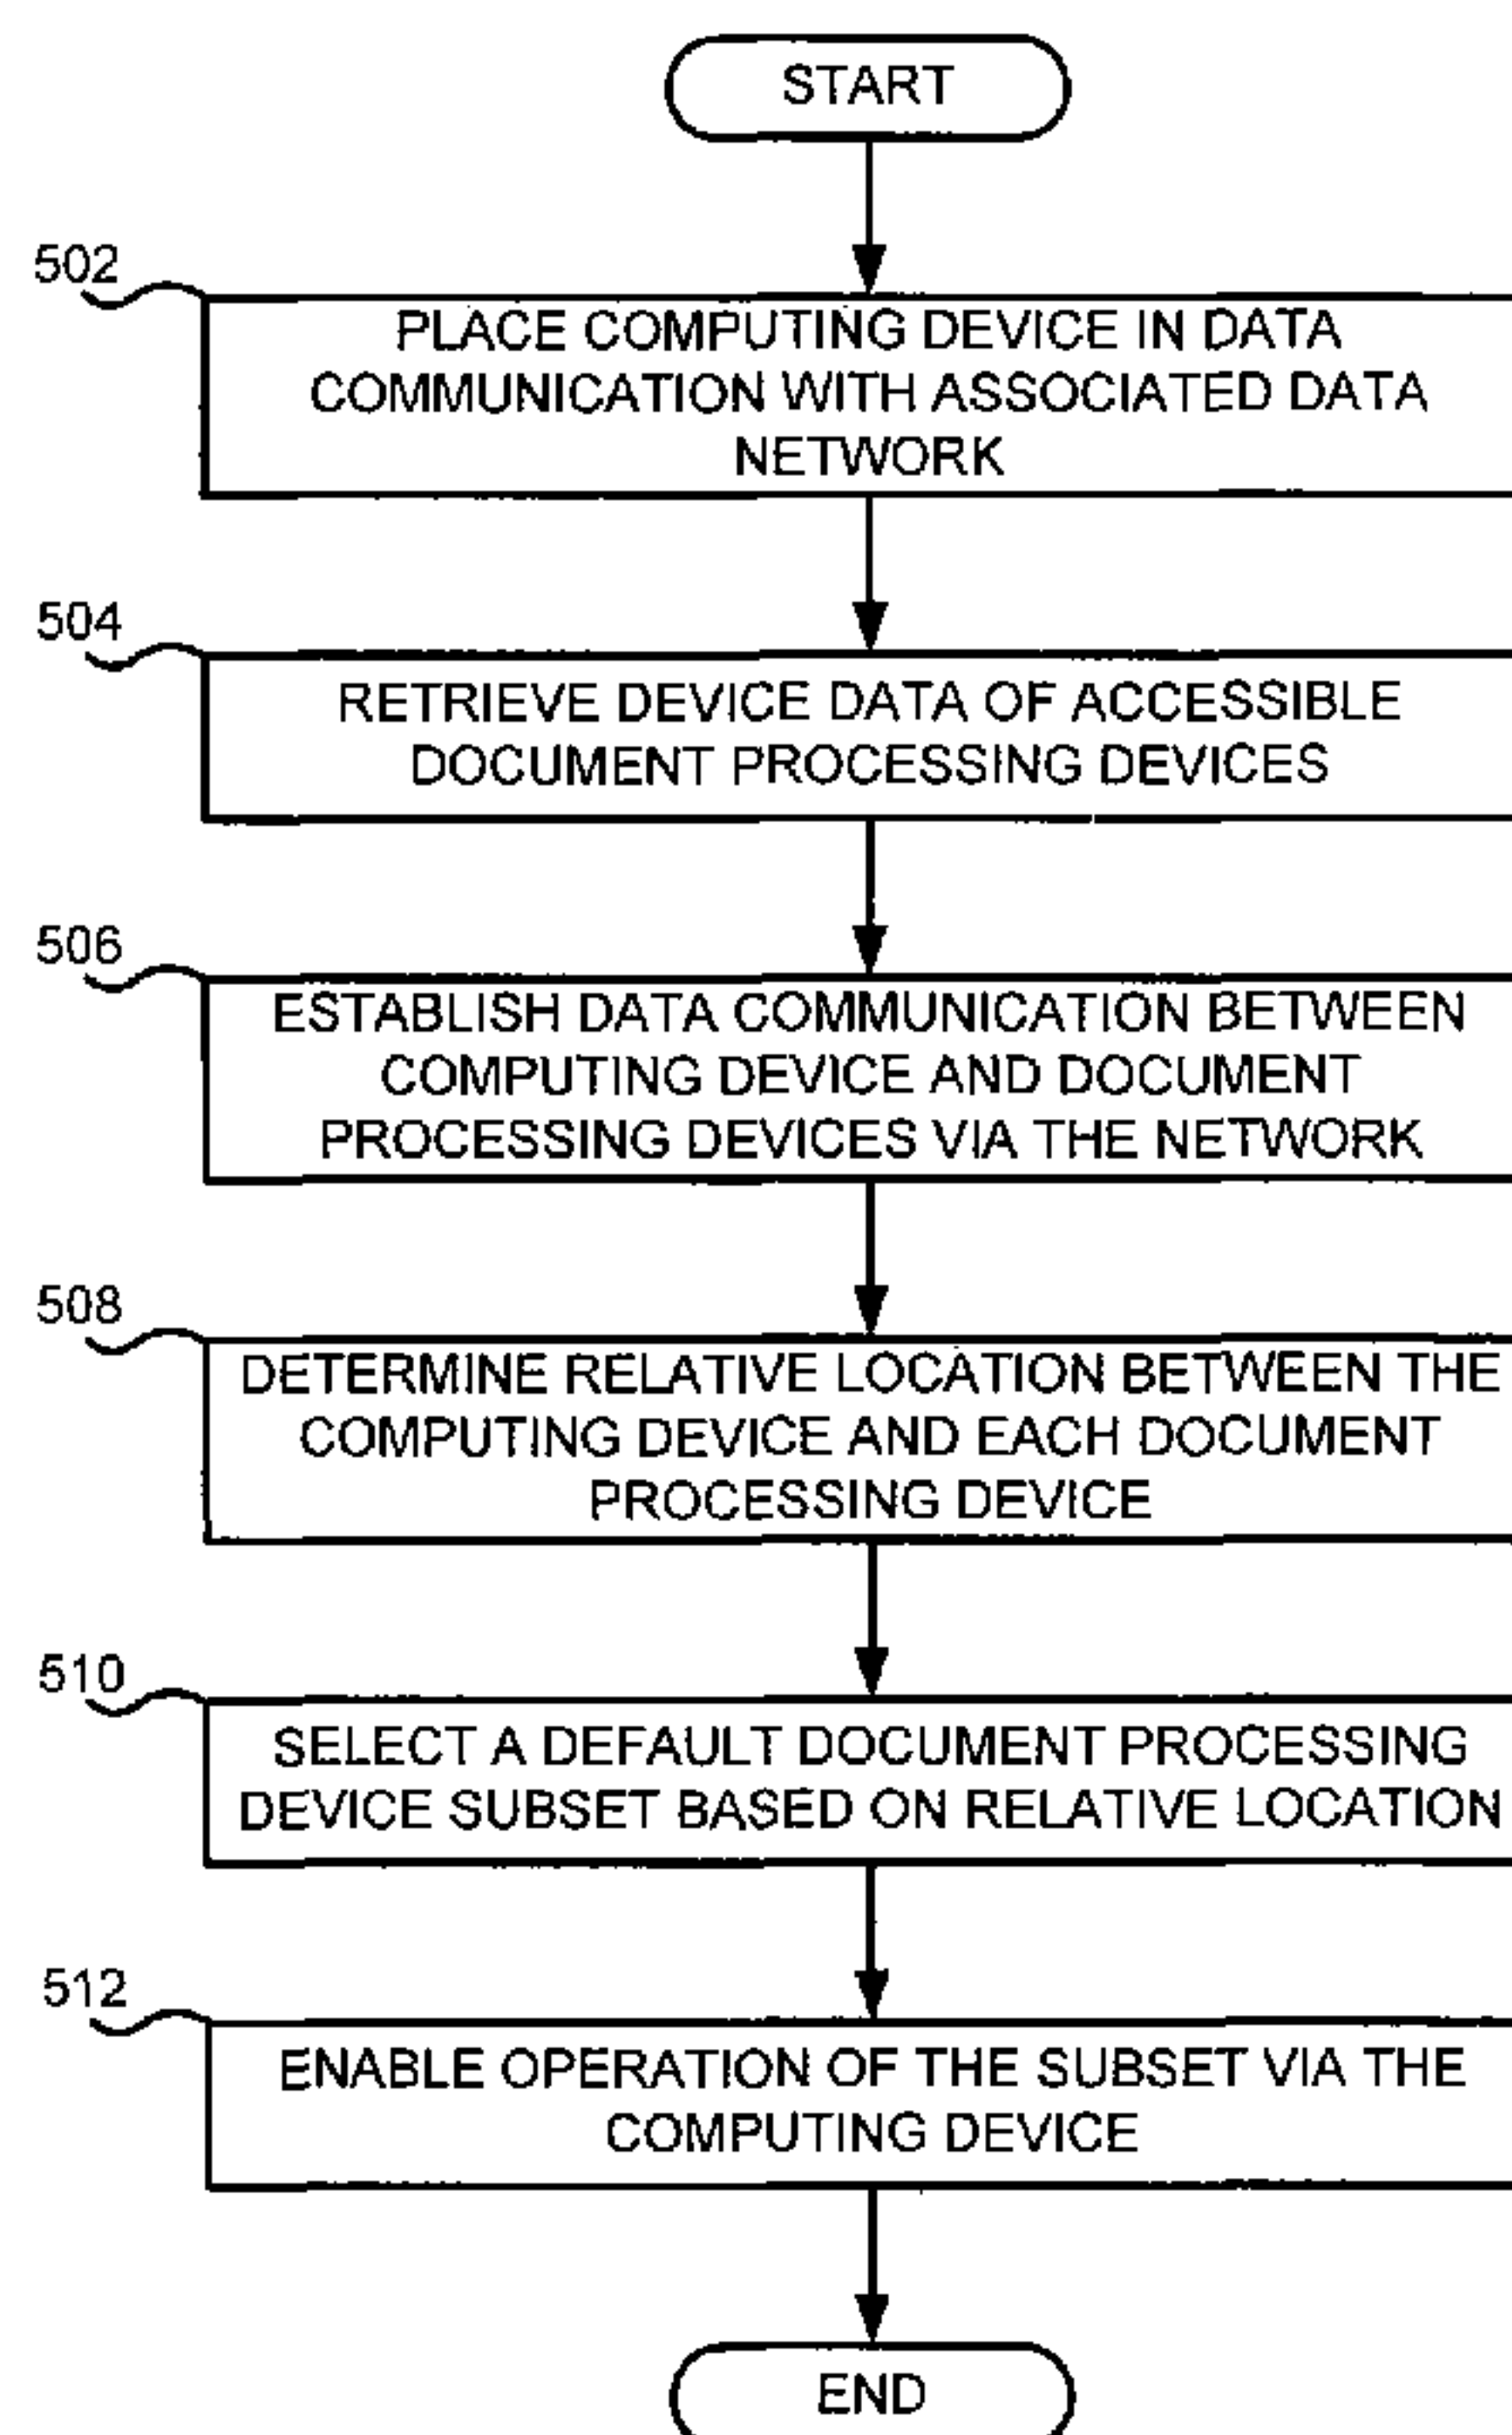 START
502
PLACE COMPUTING DEVICE IN DATA
COMMUNICATION WITH ASSOCIATED DATA
NETWORK
504
RETRIEVE DEVICE DATA OF ACCESSIBLE
DOCUMENT PROCESSING DEVICES
506
ESTABLISH DATA COMMUNICATION BETWEEN
COMPUTING DEVICE AND DOCUMENT
PROCESSING DEVICES VIA THE NETWORK
508
DETERMINE RELATIVE LOCATION BETWEEN THE
COMPUTING DEVICE AND EACH DOCUMENT
PROCESSING DEVICE
510
SELECT A DEFAULT DOCUMENT PROCESSING
DEVICE SUBSET BASED ON RELATIVE LOCATION
512
ENABLE OPERATION OF THE SUBSET VIA THE
COMPUTING DEVICE
END